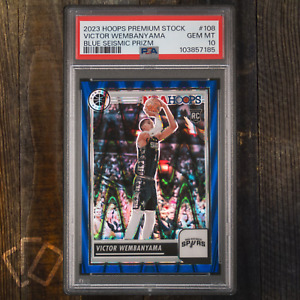 2023 HOOPS PREMIUM STOCK #108
VICTOR WEMBANYAMA GEM MT
BLUE SEISMIC PRIZM 10
PSA 103857185
HOOPS
RC
VICTOR WEMBANYAMA
SPURS